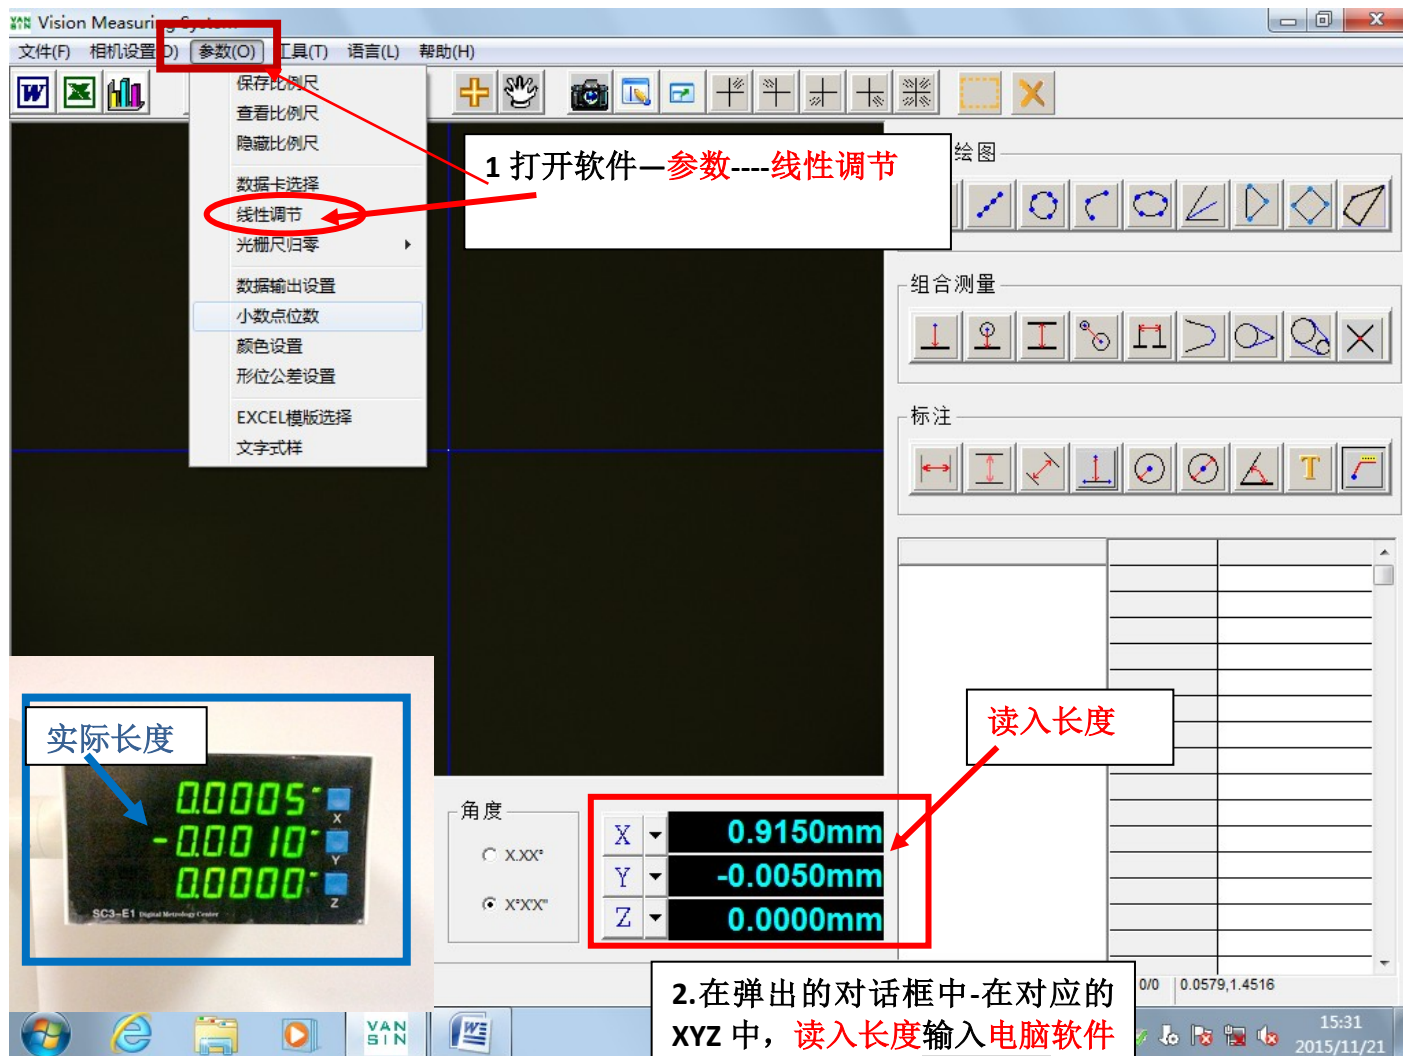 Vision Measuring System
文件(F) 相机设置(D) 参数(O) 工具(T) 语言(L) 帮助(H)
保存比例尺
查看比例尺
隐藏比例尺
数据卡选择
线性调节
光栅尺归零
数据输出设置
小数点位数
颜色设置
形位公差设置
EXCEL模版选择
文字式样
1 打开软件—参数----线性调节
绘图
组合测量
标注
实际长度
0.0005
X
-0.0010
Y
0.0000
Z
SC3-E1 Digital Metrology Center
读入长度
角度
X.XX°
X°X'X"
X 0.9150mm
Y -0.0050mm
Z 0.0000mm
0/0 0.0579,1.4516
2.在弹出的对话框中-在对应的
XYZ 中，读入长度输入电脑软件
VAN
SIN
15:31
2015/11/21